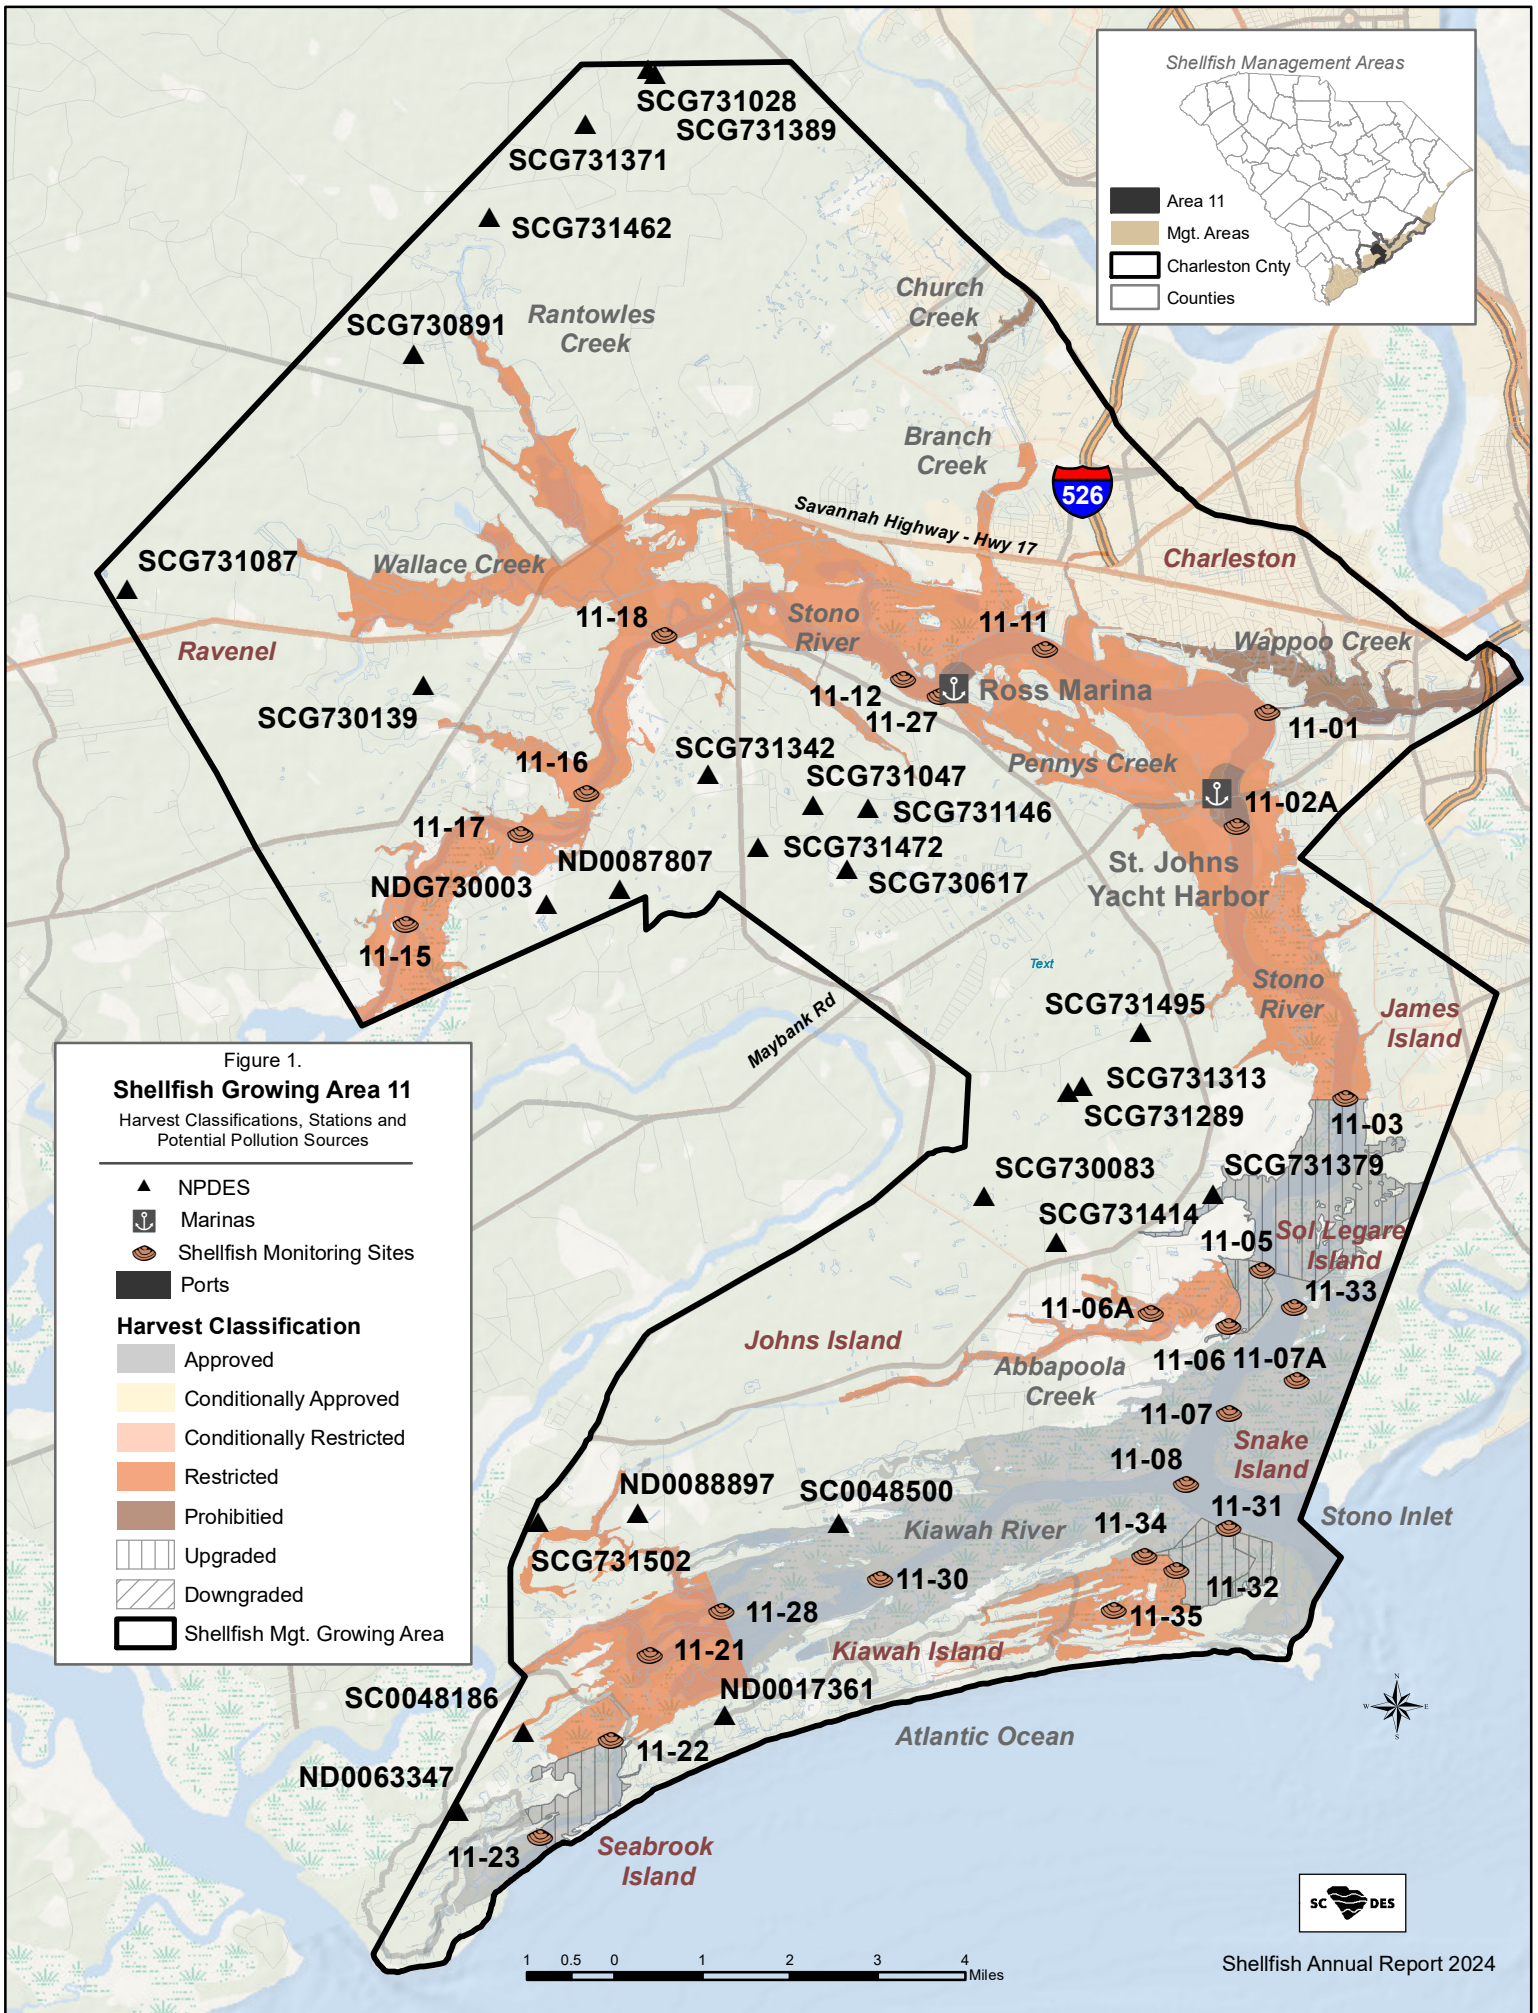 Shellfish Management Areas
Area 11
Mgt. Areas
Charleston Cnty
Counties
SCG731028
SCG731389
SCG731371
SCG731462
SCG730891
Rantowles
Creek
Church
Creek
Branch
Creek
526
Savannah Highway - Hwy 17
Charleston
SCG731087
Wallace Creek
Ravenel
11-18
Stono
River
11-11
Wappoo Creek
11-12
Ross Marina
11-27
11-01
SCG730139
11-16
SCG731342
SCG731047
Pennys Creek
11-17
SCG731146
11-02A
ND0087807
SCG731472
NDG730003
SCG730617
St. Johns
Yacht Harbor
11-15
Text
Stono
River
James
Island
SCG731495
Maybank Rd
SCG731313
SCG731289
11-03
SCG730083
SCG731379
SCG731414
11-05
Sol Legare
Island
11-06A
11-33
Johns Island
Abbapoola
Creek
11-06
11-07A
11-07
Snake
Island
11-08
ND0088897
SC0048500
11-31
Stono Inlet
Kiawah River
11-34
SCG731502
11-30
11-32
11-28
11-35
11-21
Kiawah Island
SC0048186
ND0017361
Atlantic Ocean
11-22
ND0063347
11-23
Seabrook
Island
Figure 1.
Shellfish Growing Area 11
Harvest Classifications, Stations and
Potential Pollution Sources
NPDES
Marinas
Shellfish Monitoring Sites
Ports
Harvest Classification
Approved
Conditionally Approved
Conditionally Restricted
Restricted
Prohibitied
Upgraded
Downgraded
Shellfish Mgt. Growing Area
N
W
E
S
SC DES
1 0.5 0 1 2 3 4
Miles
Shellfish Annual Report 2024